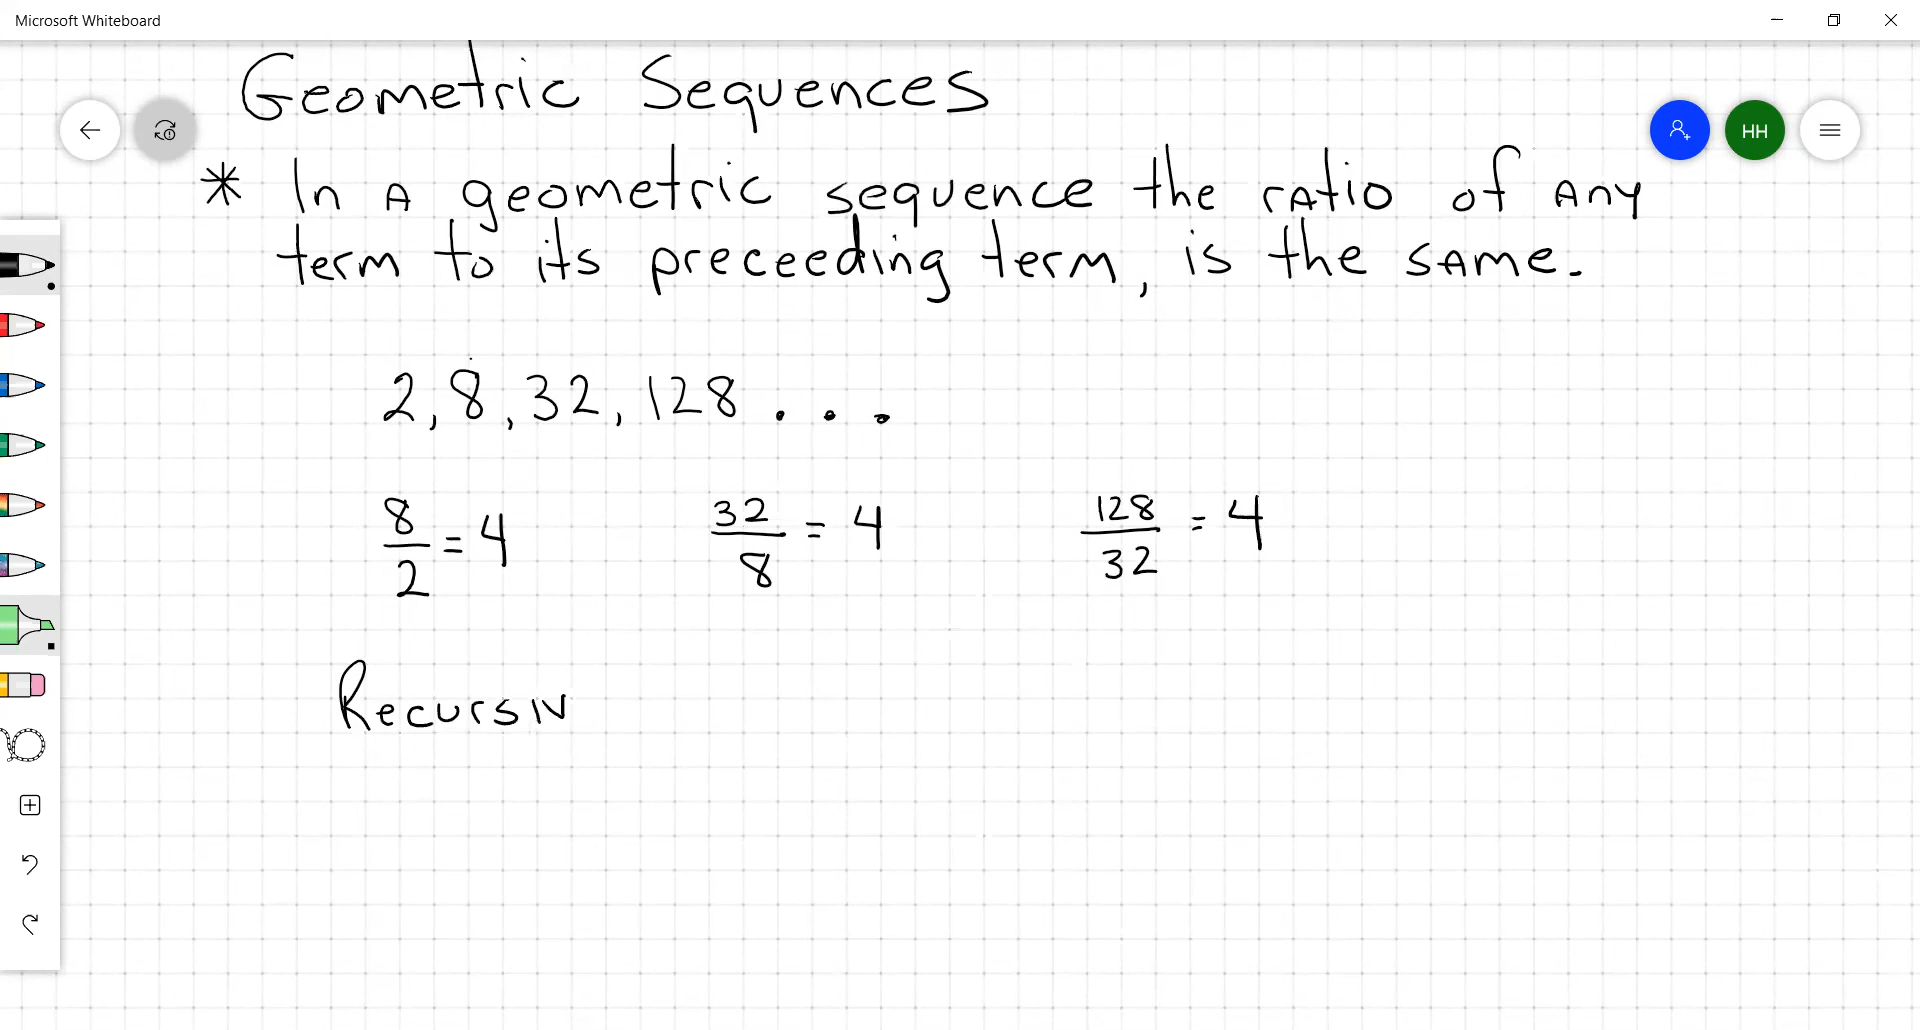 Microsoft Whiteboard
Geometric Sequences
HH
* In a geometric sequence the ratio of any
term to its preceeding term, is the same.
2, 8, 32, 128 . . .
8/2 = 4 32/8 = 4 128/32 = 4
Recursiv